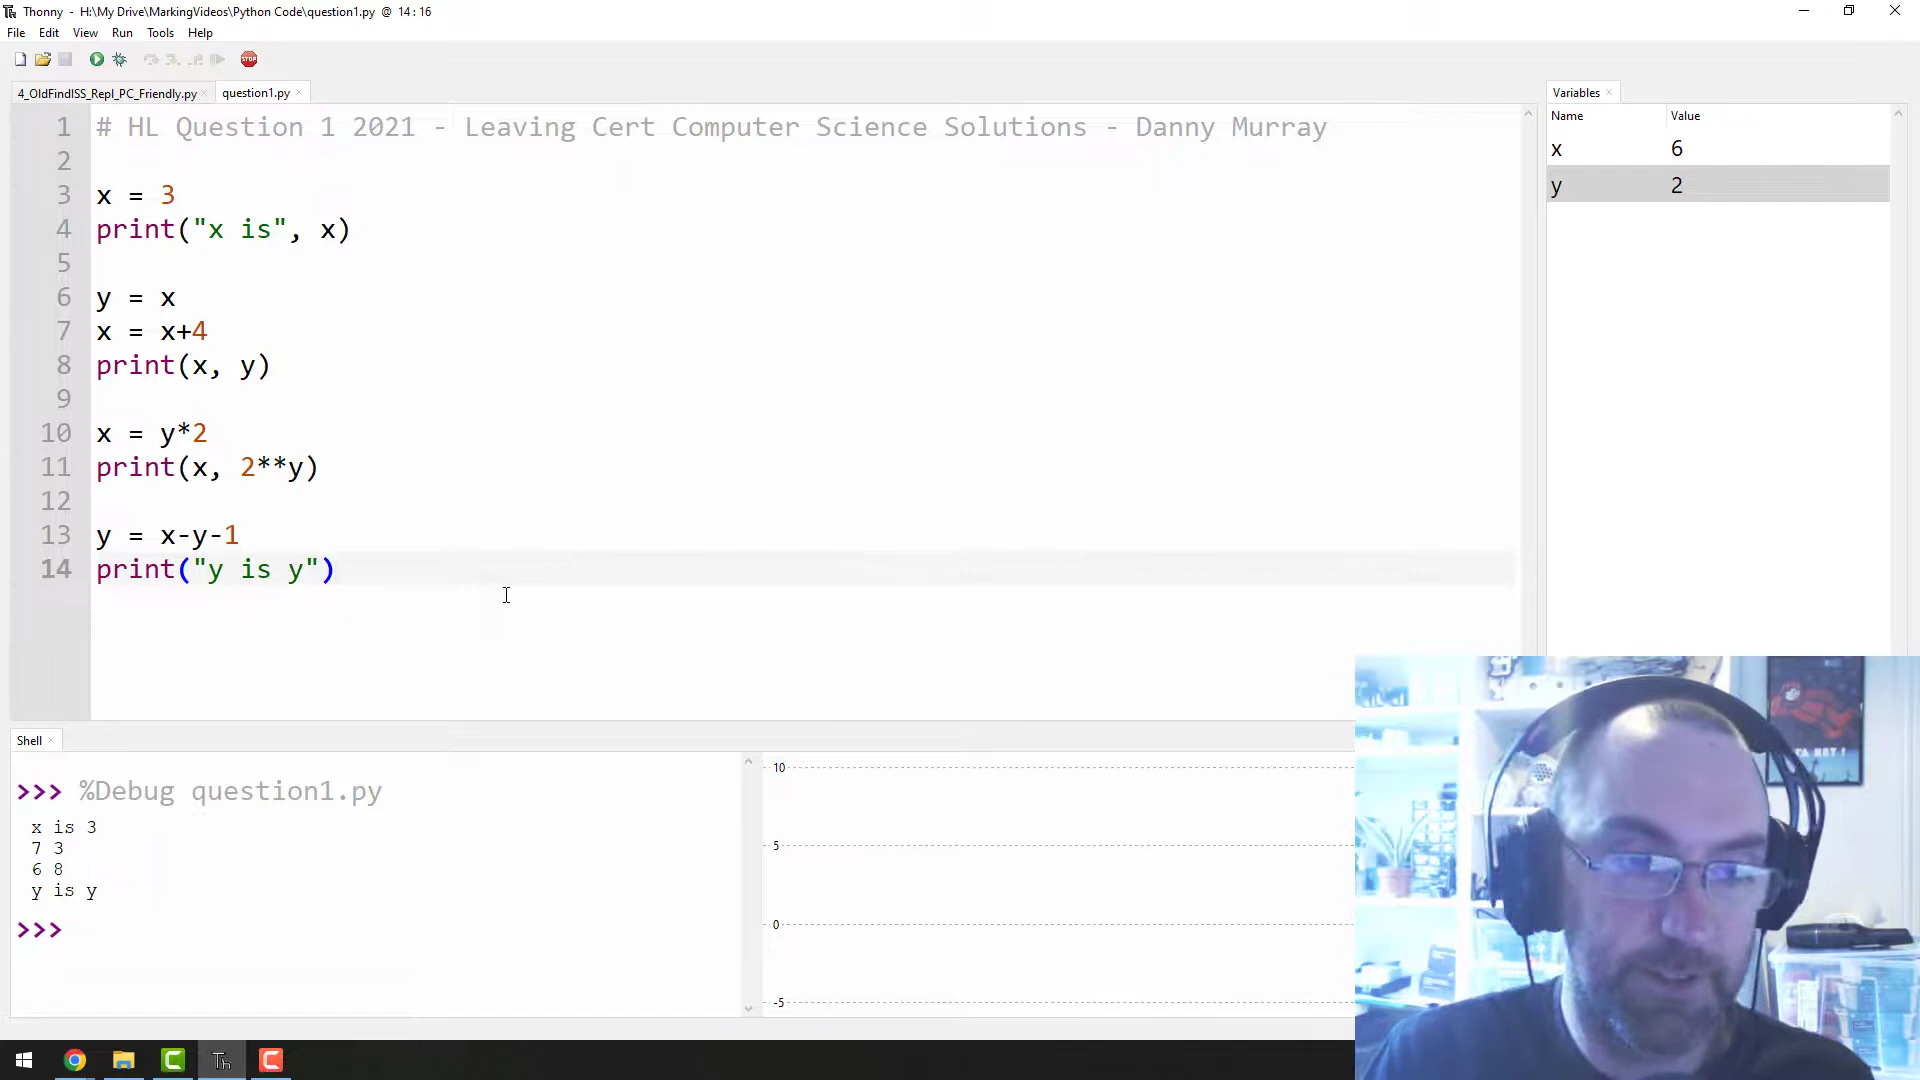 Thonny - H:\My Drive\MarkingVideos\Python Code\question1.py @ 14 : 16
File Edit View Run Tools Help
STOP
4_OldFindISS_Repl_PC_Friendly.py × question1.py ×
1 # HL Question 1 2021 - Leaving Cert Computer Science Solutions - Danny Murray
2
3 x = 3
4 print("x is", x)
5
6 y = x
7 x = x+4
8 print(x, y)
9
10 x = y*2
11 print(x, 2**y)
12
13 y = x-y-1
14 print("y is y")
Variables ×
Name Value
x 6
y 2
Shell ×
>>> %Debug question1.py
x is 3
7 3
6 8
y is y
>>>
10
5
0
-5
Th